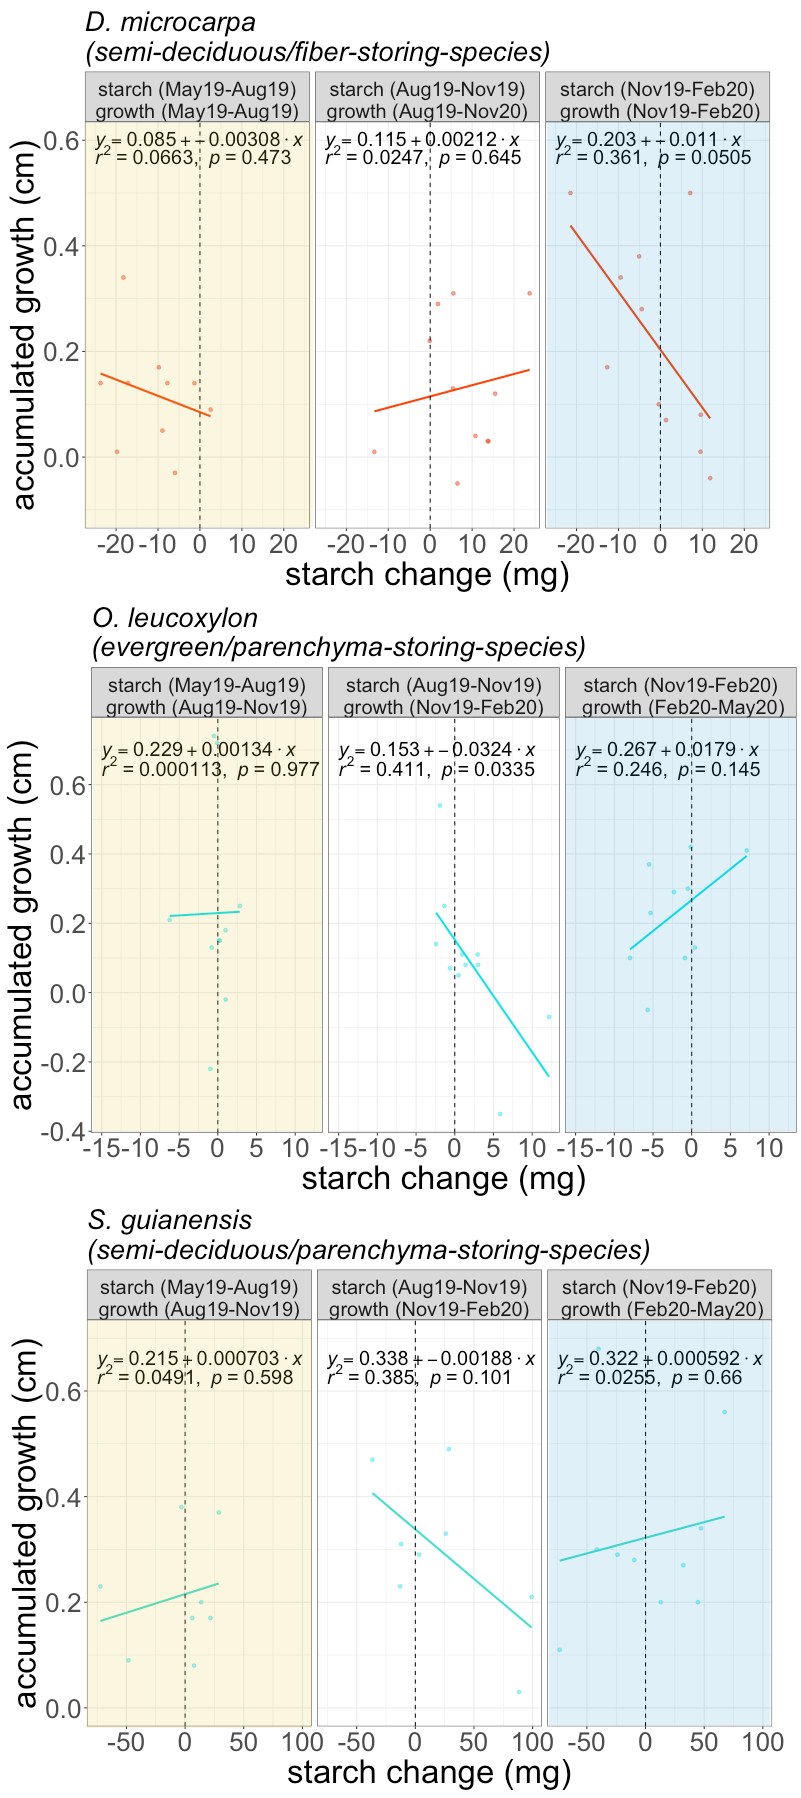 D. microcarpa
(semi-deciduous/fiber-storing-species)
starch (May19-Aug19) starch (Aug19-Nov19) starch (Nov19-Feb20)
growth (May19-Aug19) growth (Aug19-Nov20) growth (Nov19-Feb20)
y = 0.085 + −0.00308 · x y = 0.115 + 0.00212 · x y = 0.203 + −0.011 · x
r² = 0.0663, p = 0.473 r² = 0.0247, p = 0.645 r² = 0.361, p = 0.0505
accumulated growth (cm)
0.6
0.4
0.2
0.0
-20 -10 0 10 20 -20 -10 0 10 20 -20 -10 0 10 20
starch change (mg)
O. leucoxylon
(evergreen/parenchyma-storing-species)
starch (May19-Aug19) starch (Aug19-Nov19) starch (Nov19-Feb20)
growth (Aug19-Nov19) growth (Nov19-Feb20) growth (Feb20-May20)
y = 0.229 + 0.00134 · x y = 0.153 + −0.0324 · x y = 0.267 + 0.0179 · x
r² = 0.000113, p = 0.977 r² = 0.411, p = 0.0335 r² = 0.246, p = 0.145
accumulated growth (cm)
0.6
0.4
0.2
0.0
-0.2
-0.4
-15 -10 -5 0 5 10 -15 -10 -5 0 5 10 -15 -10 -5 0 5 10
starch change (mg)
S. guianensis
(semi-deciduous/parenchyma-storing-species)
starch (May19-Aug19) starch (Aug19-Nov19) starch (Nov19-Feb20)
growth (Aug19-Nov19) growth (Nov19-Feb20) growth (Feb20-May20)
y = 0.215 + 0.000703 · x y = 0.338 + −0.00188 · x y = 0.322 + 0.000592 · x
r² = 0.0491, p = 0.598 r² = 0.385, p = 0.101 r² = 0.0255, p = 0.66
accumulated growth (cm)
0.6
0.4
0.2
0.0
-50 0 50 100 -50 0 50 100 -50 0 50 100
starch change (mg)